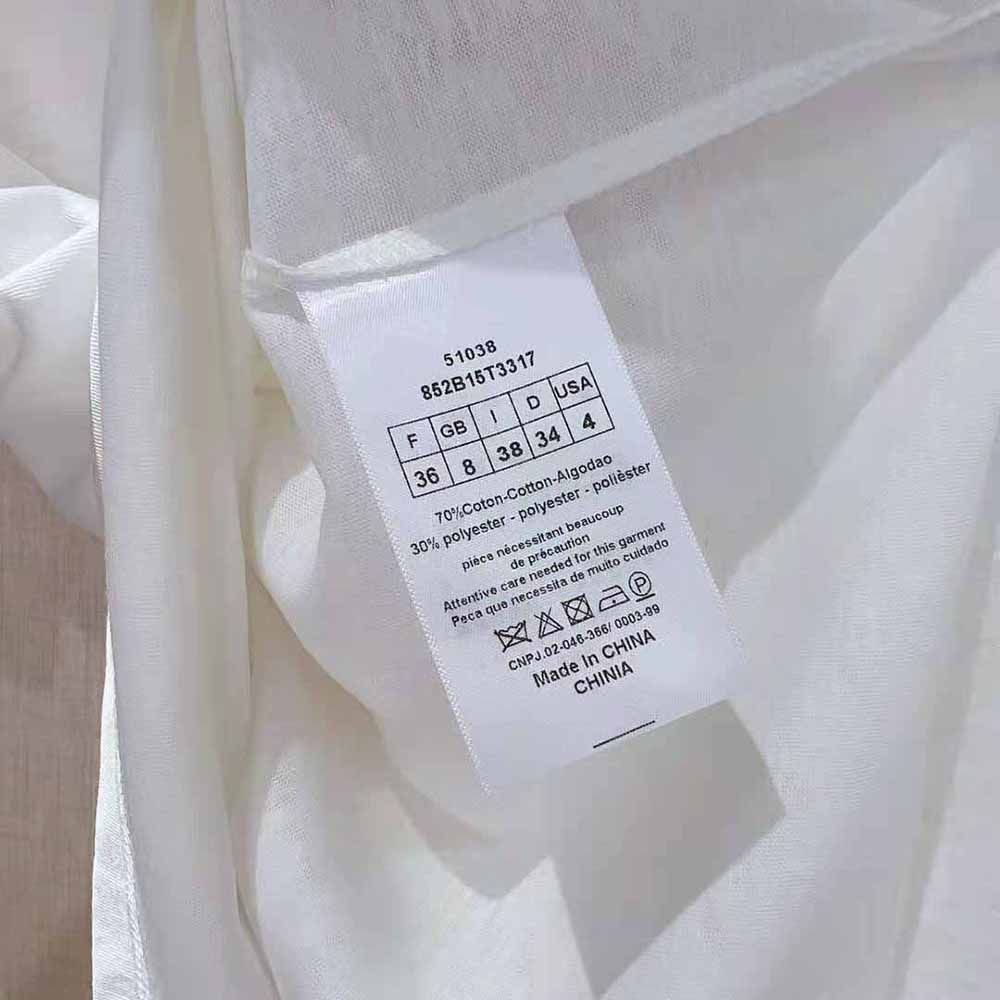 51038
852B15T3317
F GB I D USA
36 8 38 34 4
70%Coton-Cotton-Algodao
30% polyester - polyester - polièster
pièce nécessitant beaucoup
de précaution
Attentive care needed for this garment
Peca que necessita de muito cuidado
P
CNPJ.02-046-366/ 0003-99
Made In CHINA
CHINIA